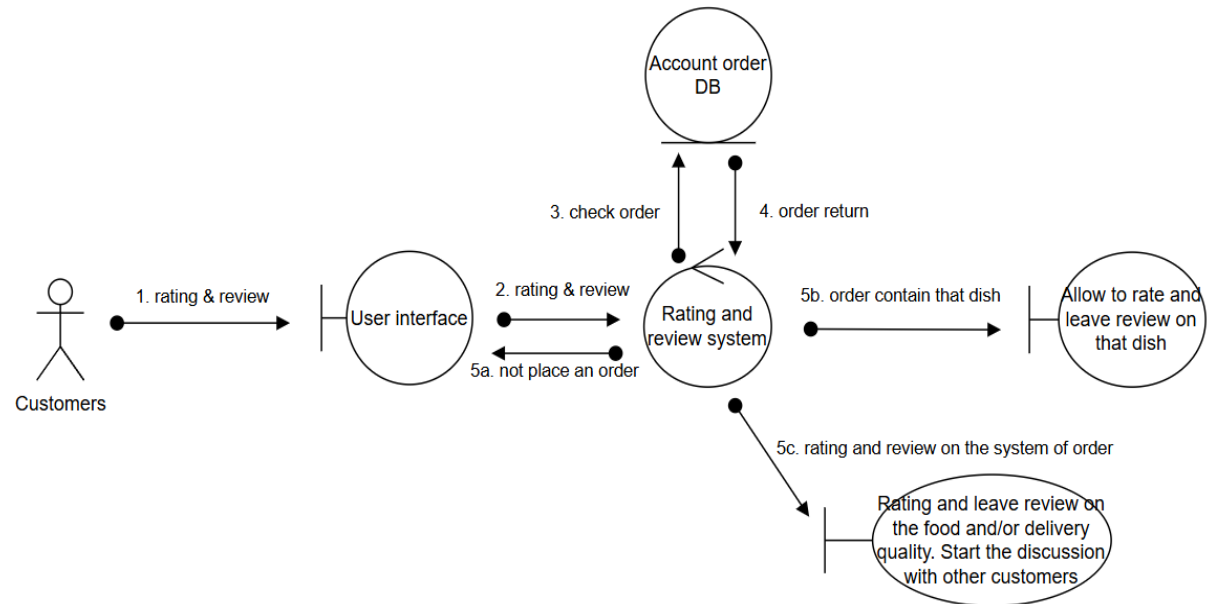 Account order
DB
3. check order
4. order return
1. rating & review
User interface
2. rating & review
5a. not place an order
Rating and
review system
5b. order contain that dish
Allow to rate and
leave review on
that dish
Customers
5c. rating and review on the system of order
Rating and leave review on
the food and/or delivery
quality. Start the discussion
with other customers